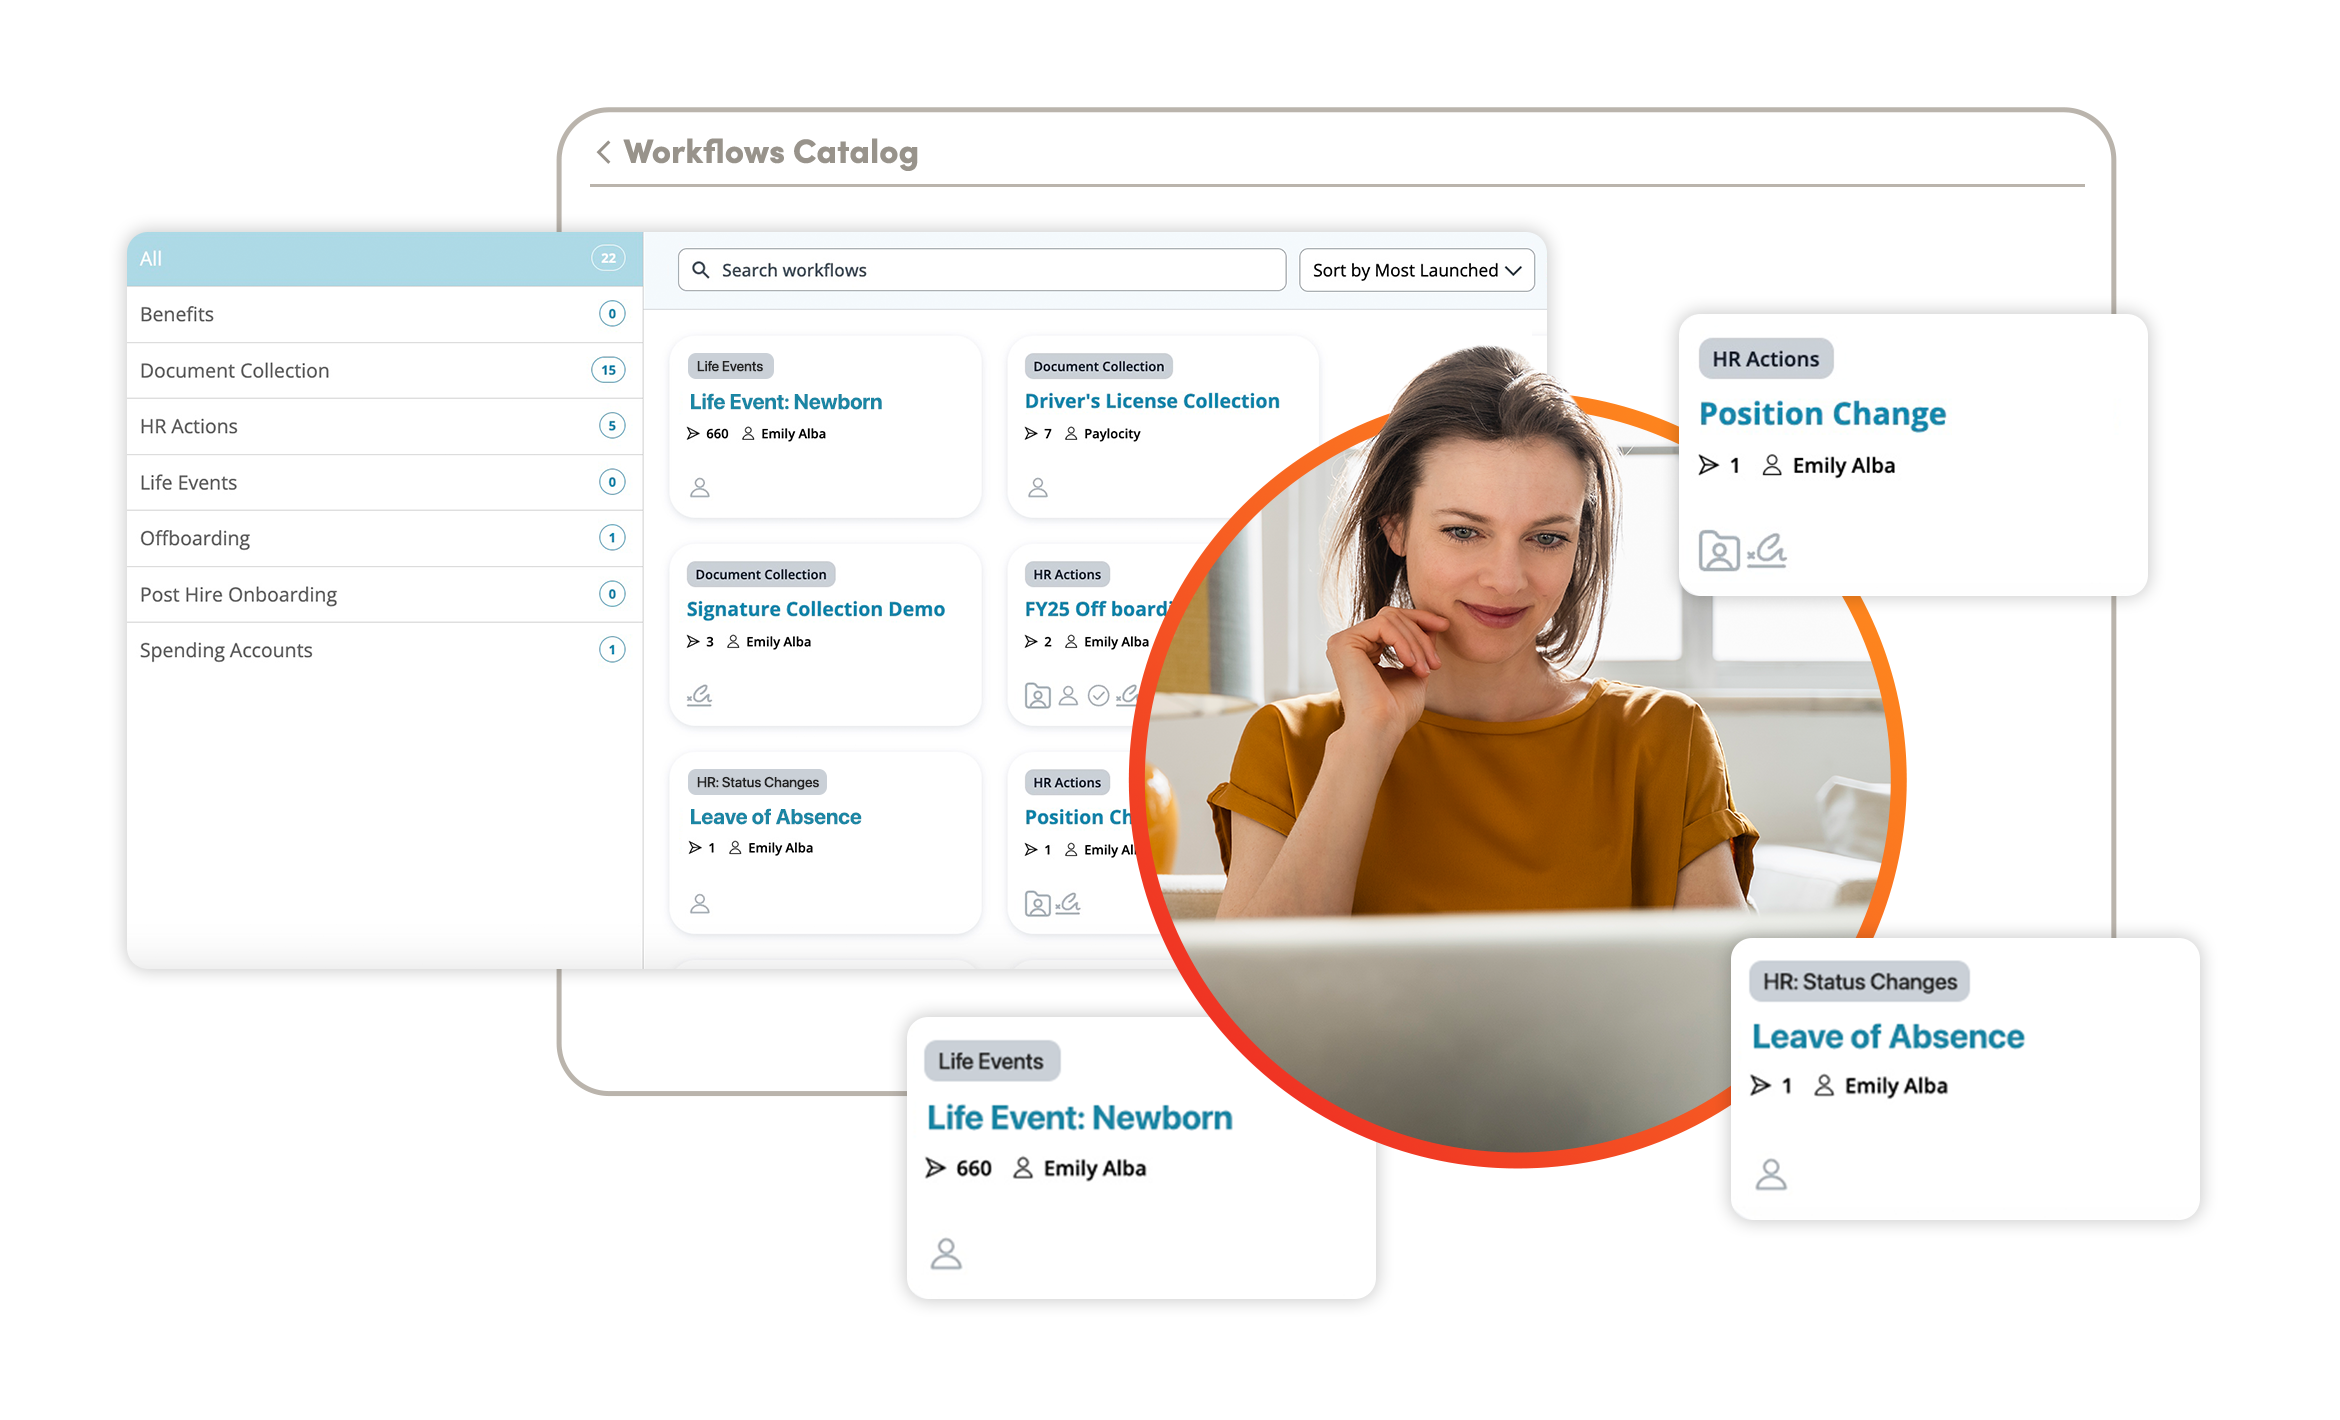 Workflows Catalog
All 22
Benefits 0
Document Collection 15
HR Actions 5
Life Events 0
Offboarding 1
Post Hire Onboarding 0
Spending Accounts 1
Search workflows
Sort by Most Launched
Life Events
Life Event: Newborn
660 Emily Alba
Document Collection
Driver's License Collection
7 Paylocity
Document Collection
Signature Collection Demo
3 Emily Alba
HR Actions
FY25 Off boardi
2 Emily Alba
HR: Status Changes
Leave of Absence
1 Emily Alba
HR Actions
Position Ch
1 Emily Al
HR Actions
Position Change
1 Emily Alba
HR: Status Changes
Leave of Absence
1 Emily Alba
Life Events
Life Event: Newborn
660 Emily Alba